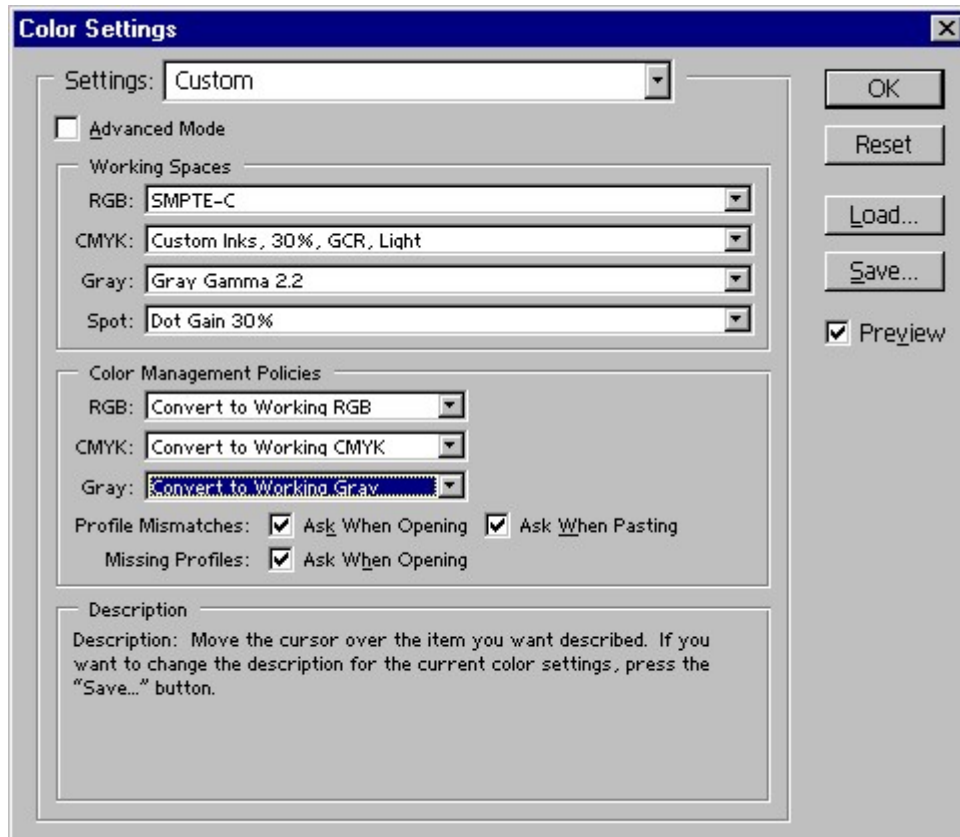 Color Settings
Settings: Custom
Advanced Mode
Working Spaces
RGB: SMPTE-C
CMYK: Custom Inks, 30%, GCR, Light
Gray: Gray Gamma 2.2
Spot: Dot Gain 30%
Color Management Policies
RGB: Convert to Working RGB
CMYK: Convert to Working CMYK
Gray: Convert to Working Gray
Profile Mismatches: Ask When Opening Ask When Pasting
Missing Profiles: Ask When Opening
Description
Description: Move the cursor over the item you want described. If you
want to change the description for the current color settings, press the
“Save...” button.
OK
Reset
Load...
Save...
Preview